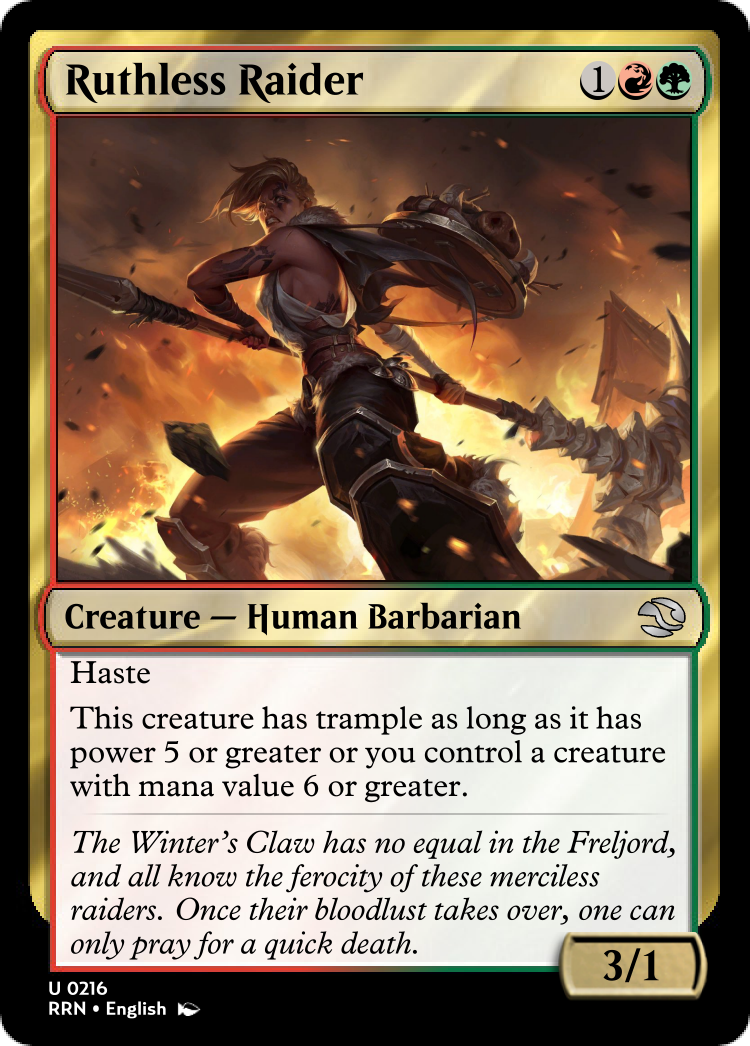 Ruthless Raider 1
Creature — Human Barbarian
Haste
This creature has trample as long as it has
power 5 or greater or you control a creature
with mana value 6 or greater.
The Winter's Claw has no equal in the Freljord,
and all know the ferocity of these merciless
raiders. Once their bloodlust takes over, one can
only pray for a quick death.
3/1
U 0216
RRN • English